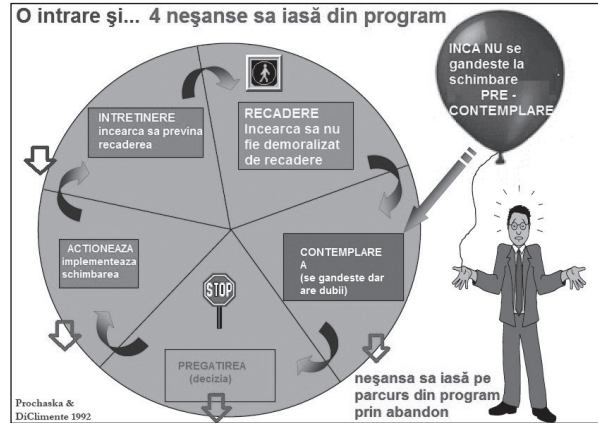 O intrare şi... 4 neşanse sa iasă din program
INCA NU se
gandeste la
schimbare
PRE -
CONTEMPLARE
INTRETINERE
incearca sa previna
recaderea
RECADERE
Incearca sa nu
fie demoralizat
de recadere
ACTIONEAZA
implementeaza
schimbarea
CONTEMPLARE
A
(se gandeste dar
are dubii)
STOP
PREGATIREA
(decizia)
neşansa sa iasă pe
parcurs din program
prin abandon
Prochaska &
DiClimente 1992